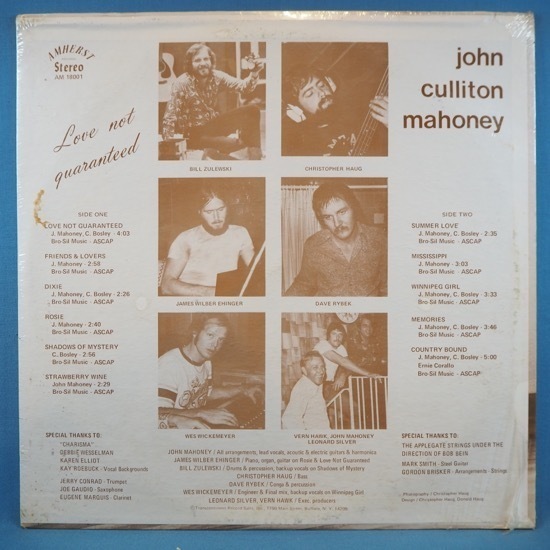 AMHERST
Stereo
AM 18001
john
culliton
mahoney
Love not
guaranteed
BILL ZULEWSKI
CHRISTOPHER HAUG
SIDE ONE
LOVE NOT GUARANTEED
J. Mahoney, C. Bosley - 4:03
Bro-Sil Music - ASCAP
FRIENDS & LOVERS
J. Mahoney - 2:58
Bro-Sil Music - ASCAP
DIXIE
J. Mahoney, C. Bosley - 2:26
Bro-Sil Music - ASCAP
ROSIE
J. Mahoney - 2:40
Bro-Sil Music - ASCAP
SHADOWS OF MYSTERY
C. Bosley - 2:56
Bro-Sil Music - ASCAP
STRAWBERRY WINE
John Mahoney - 2:29
Bro-Sil Music - ASCAP
JAMES WILBER EHINGER
DAVE RYBEK
SIDE TWO
SUMMER LOVE
J. Mahoney, C. Bosley - 2:35
Bro-Sil Music - ASCAP
MISSISSIPPI
J. Mahoney - 3:03
Bro-Sil Music - ASCAP
WINNIPEG GIRL
J. Mahoney, C. Bosley - 3:33
Bro-Sil Music - ASCAP
MEMORIES
J. Mahoney, C. Bosley - 3:46
Bro-Sil Music - ASCAP
COUNTRY BOUND
J. Mahoney, C. Bosley - 5:00
Ernie Corallo
Bro-Sil Music - ASCAP
WES WICKEMEYER
VERN HAWK, JOHN MAHONEY
LEONARD SILVER
SPECIAL THANKS TO:
"CHARISMA"
DEBBIE WESSELMAN
KAREN ELLIOT
KAY ROEBUCK - Vocal Backgrounds
JERRY CONRAD - Trumpet
JOE GAUDIO - Saxophone
EUGENE MARQUIS - Clarinet
JOHN MAHONEY / All arrangements, lead vocals, acoustic & electric guitars & harmonica
JAMES WILBER EHINGER / Piano, organ, guitar on Rosie & Love Not Guaranteed
BILL ZULEWSKI / Drums & percussion, backup vocals on Shadows of Mystery
CHRISTOPHER HAUG / Bass
DAVE RYBEK / Conga & percussion
WES WICKEMEYER / Engineer & Final mix, backup vocals on Winnipeg Girl
LEONARD SILVER, VERN HAWK / Exec. producers
SPECIAL THANKS TO:
THE APPLEGATE STRINGS UNDER THE
DIRECTION OF BOB BEIN
MARK SMITH - Steel Guitar
GORDON BRISKER - Arrangements - Strings
Photography / Christopher Haug
Design / Christopher Haug, Donald Haug